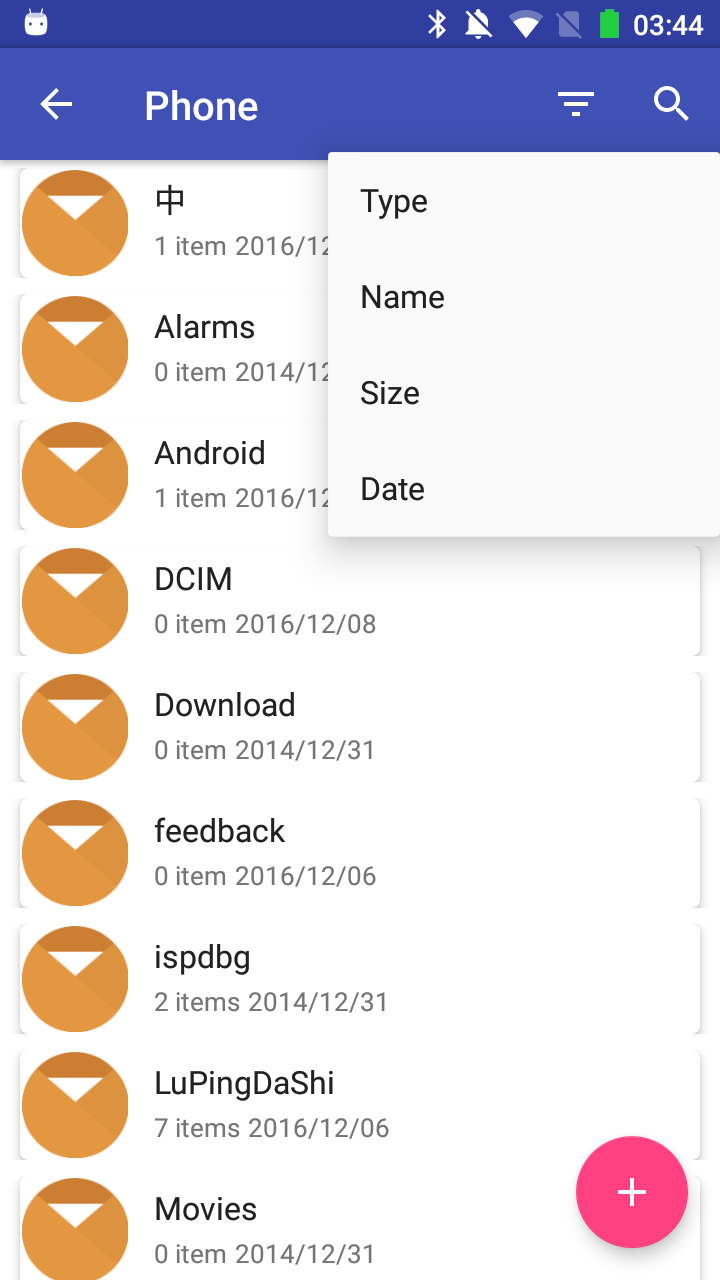 03:44
Phone
Type
Name
Size
Date
中
1 item 2016/12
Alarms
0 item 2014/12
Android
1 item 2016/12
DCIM
0 item 2016/12/08
Download
0 item 2014/12/31
feedback
0 item 2016/12/06
ispdbg
2 items 2014/12/31
LuPingDaShi
7 items 2016/12/06
Movies
0 item 2014/12/31